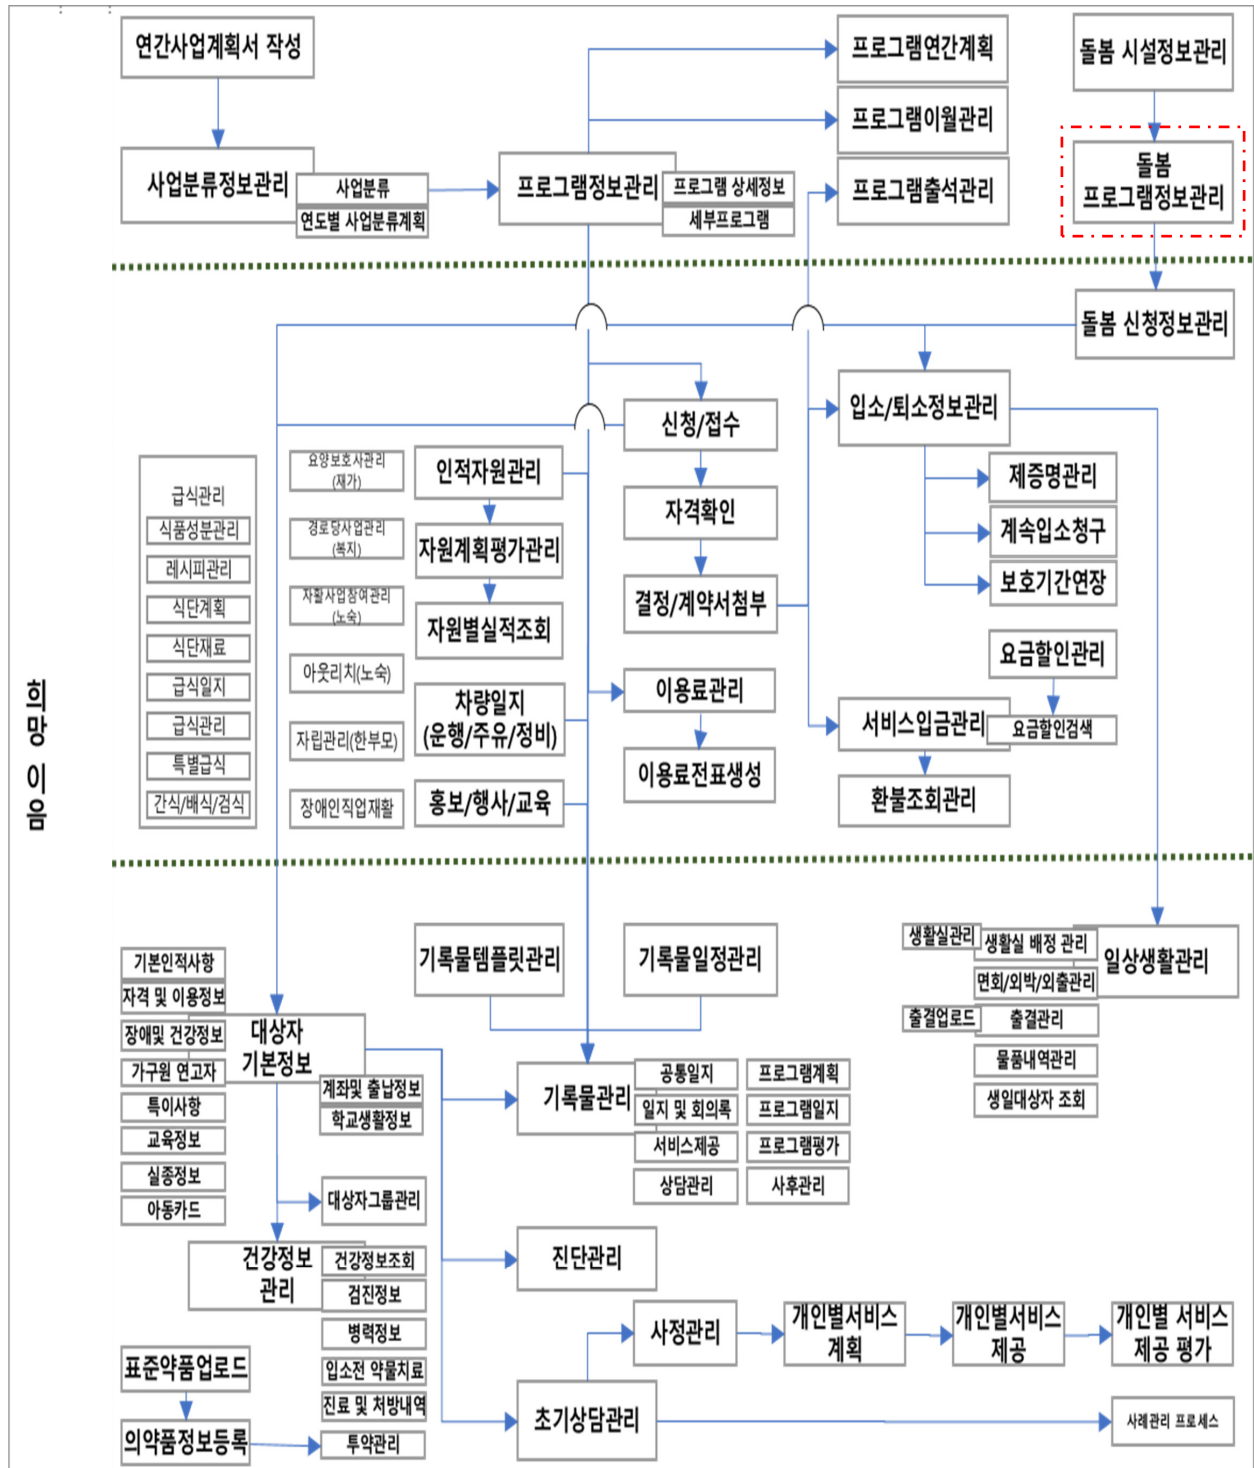 연간사업계획서 작성
프로그램연간계획
돌봄 시설정보관리
프로그램이월관리
사업분류정보관리
사업분류
연도별 사업분류계획
프로그램정보관리
프로그램 상세정보
세부프로그램
프로그램출석관리
돌봄
프로그램정보관리
돌봄 신청정보관리
입소/퇴소정보관리
신청/접수
제증명관리
계속입소청구
보호기간연장
자격확인
결정/계약서첨부
요양보호사관리
(재가)
경로당사업관리
(복지)
자활사업참여관리
(노숙)
아웃리치(노숙)
자립관리(한부모)
장애인직업재활
인적자원관리
자원계획평가관리
자원별실적조회
차량일지
(운행/주유/정비)
홍보/행사/교육
급식관리
식품성분관리
레시피관리
식단계획
식단재료
급식일지
급식관리
특별급식
간식/배식/검식
이용료관리
이용료전표생성
요금할인관리
요금할인검색
서비스입금관리
환불조회관리
희
망
이
음
기록물템플릿관리
기록물일정관리
생활실관리
생활실 배정 관리
면회/외박/외출관리
출결업로드
출결관리
물품내역관리
생일대상자 조회
일상생활관리
기본인적사항
자격 및 이용정보
장애및 건강정보
가구원 연고자
특이사항
교육정보
실종정보
아동카드
대상자
기본정보
계좌및 출납정보
학교생활정보
기록물관리
공통일지
프로그램계획
일지 및 회의록
프로그램일지
서비스제공
프로그램평가
상담관리
사후관리
대상자그룹관리
건강정보
관리
건강정보조회
검진정보
병력정보
입소전 약물치료
진료 및 처방내역
투약관리
진단관리
사정관리
개인별서비스
계획
개인별서비스
제공
개인별 서비스
제공 평가
표준약품업로드
의약품정보등록
초기상담관리
사례관리 프로세스